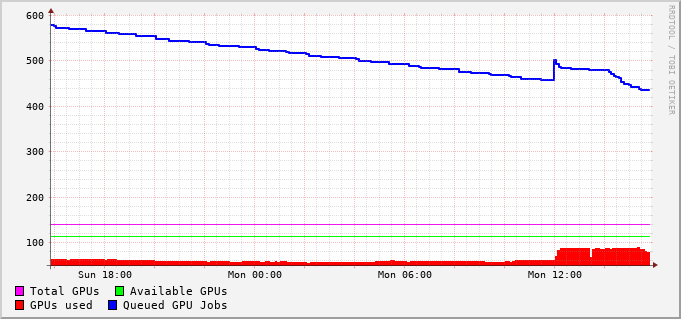 600
500
400
300
200
100
Sun 18:00 Mon 00:00 Mon 06:00 Mon 12:00
Total GPUs Available GPUs
GPUs used Queued GPU Jobs
RRDTOOL / TOBI OETIKER